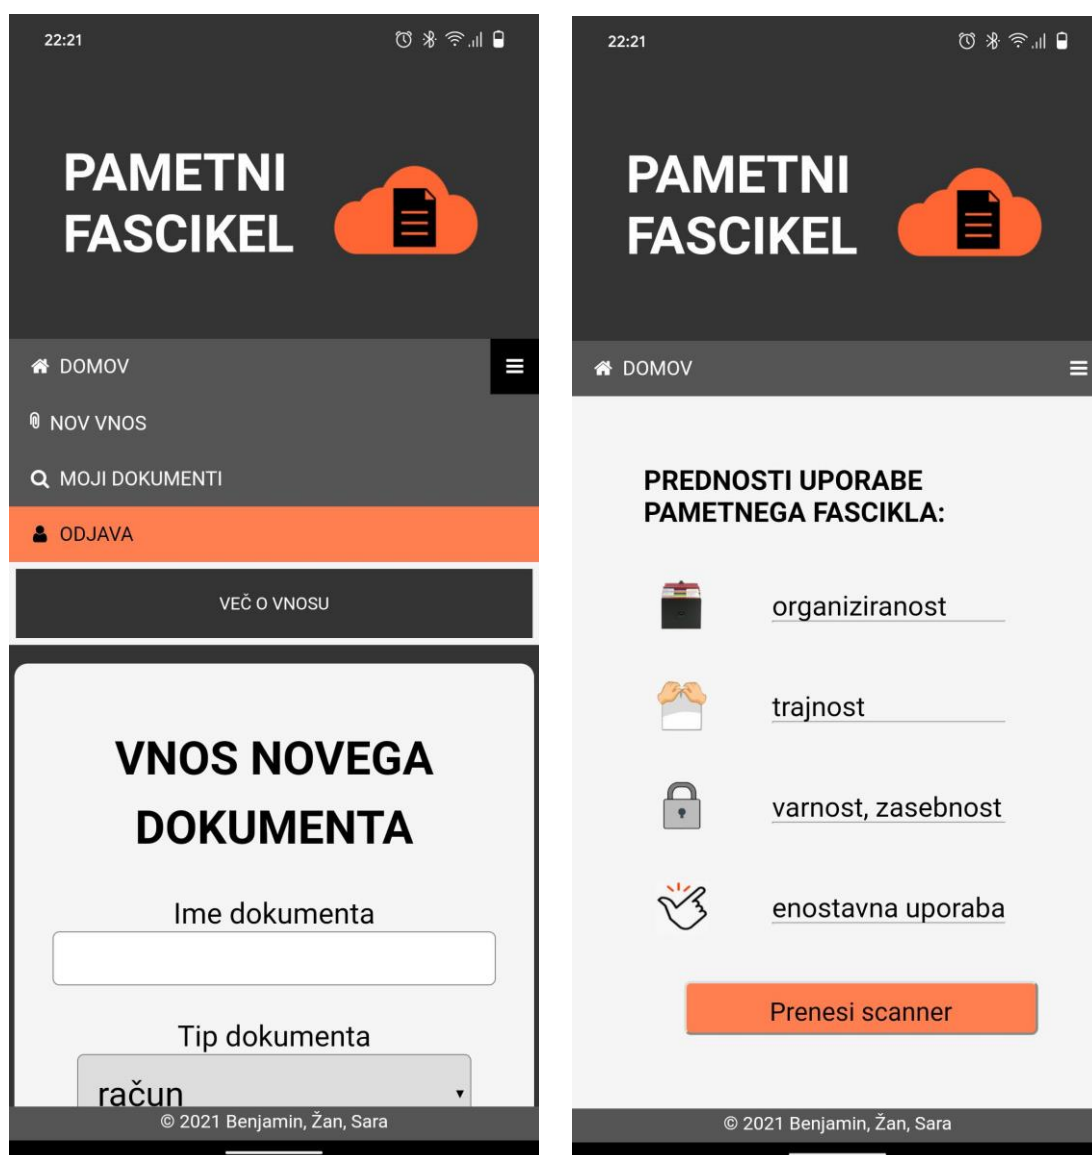 22:21
PAMETNI
FASCIKEL
DOMOV
NOV VNOS
MOJI DOKUMENTI
ODJAVA
VEČ O VNOSU
VNOS NOVEGA
DOKUMENTA
Ime dokumenta
Tip dokumenta
račun
© 2021 Benjamin, Žan, Sara
22:21
PAMETNI
FASCIKEL
DOMOV
PREDNOSTI UPORABE
PAMETNEGA FASCIKLA:
organiziranost
trajnost
varnost, zasebnost
enostavna uporaba
Prenesi scanner
© 2021 Benjamin, Žan, Sara